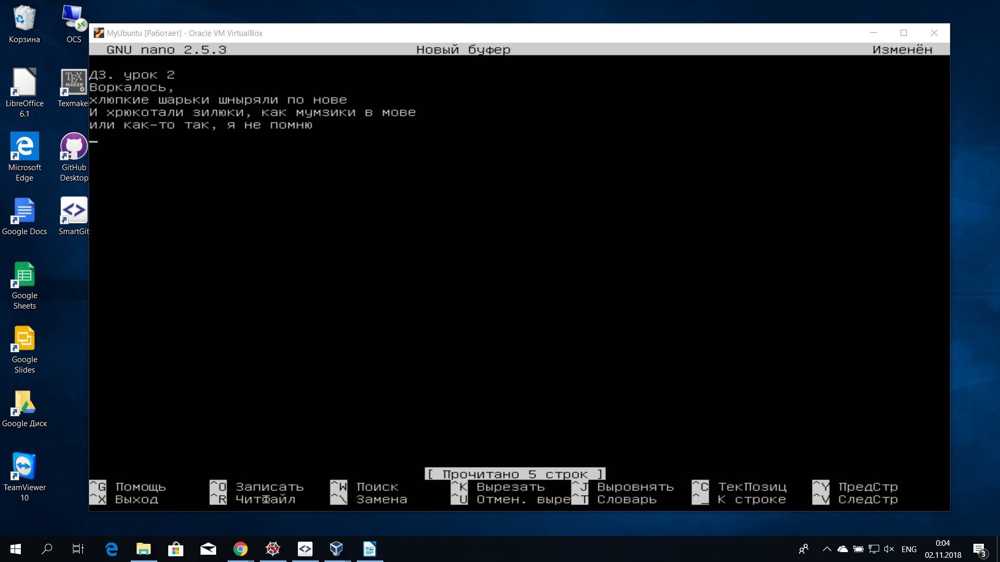 Корзина
OCS
LibreOffice
6.1
Texmake
Microsoft
Edge
GitHub
Desktop
Google Docs
SmartGit
Google
Sheets
Google
Slides
Google Диск
TeamViewer
10
MyUbuntu [Работает] - Oracle VM VirtualBox
GNU nano 2.5.3 Новый буфер Изменён
ДЗ. урок 2
Воркалось,
хлюпкие шарьки шныряли по нове
И хрюкотали зилюки, как мумзики в мове
или как-то так, я не помню
[ Прочитано 5 строк ]
^G Помощь ^O Записать ^W Поиск ^K Вырезать ^J Выровнять ^C ТекПозиц ^Y ПредСтр
^X Выход ^R ЧитФайл ^\ Замена ^U Отмен. выре^T Словарь ^_ К строке ^V СледСтр
ENG
0:04
02.11.2018
3